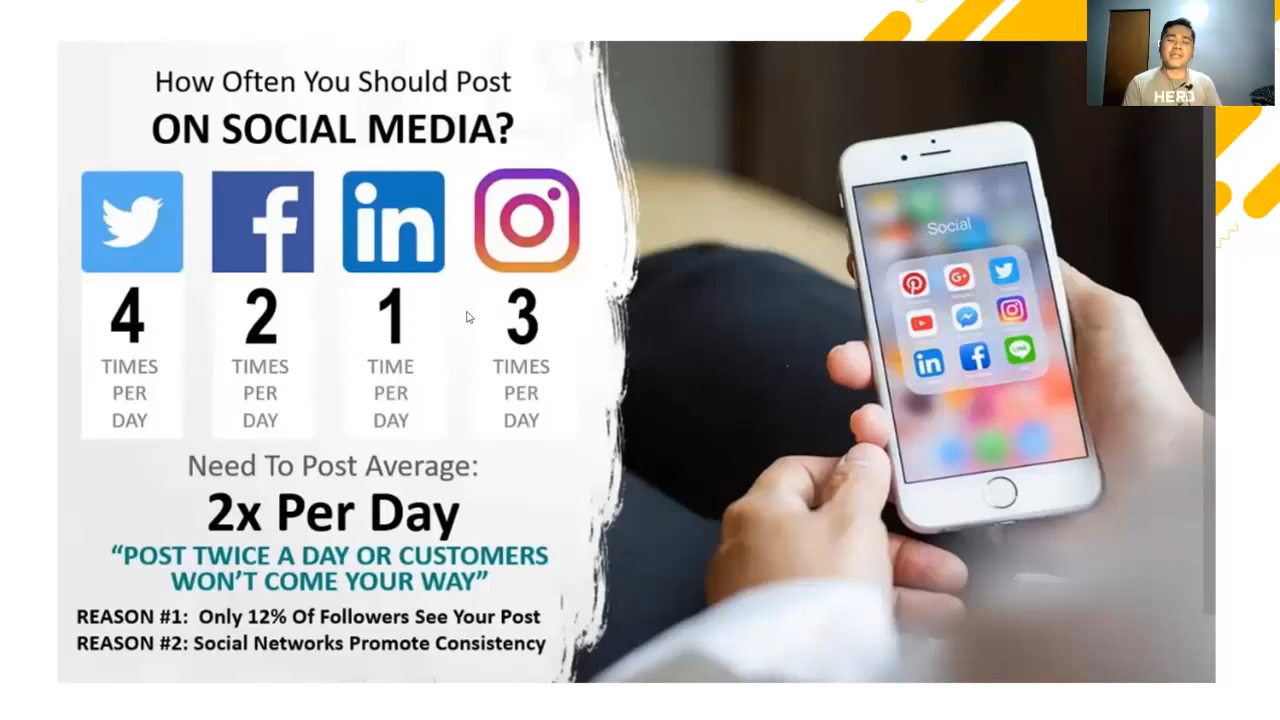 How Often You Should Post
ON SOCIAL MEDIA?
4
TIMES
PER
DAY
2
TIMES
PER
DAY
1
TIME
PER
DAY
3
TIMES
PER
DAY
Need To Post Average:
2x Per Day
“POST TWICE A DAY OR CUSTOMERS
WON’T COME YOUR WAY”
REASON #1: Only 12% Of Followers See Your Post
REASON #2: Social Networks Promote Consistency
Social
HERO